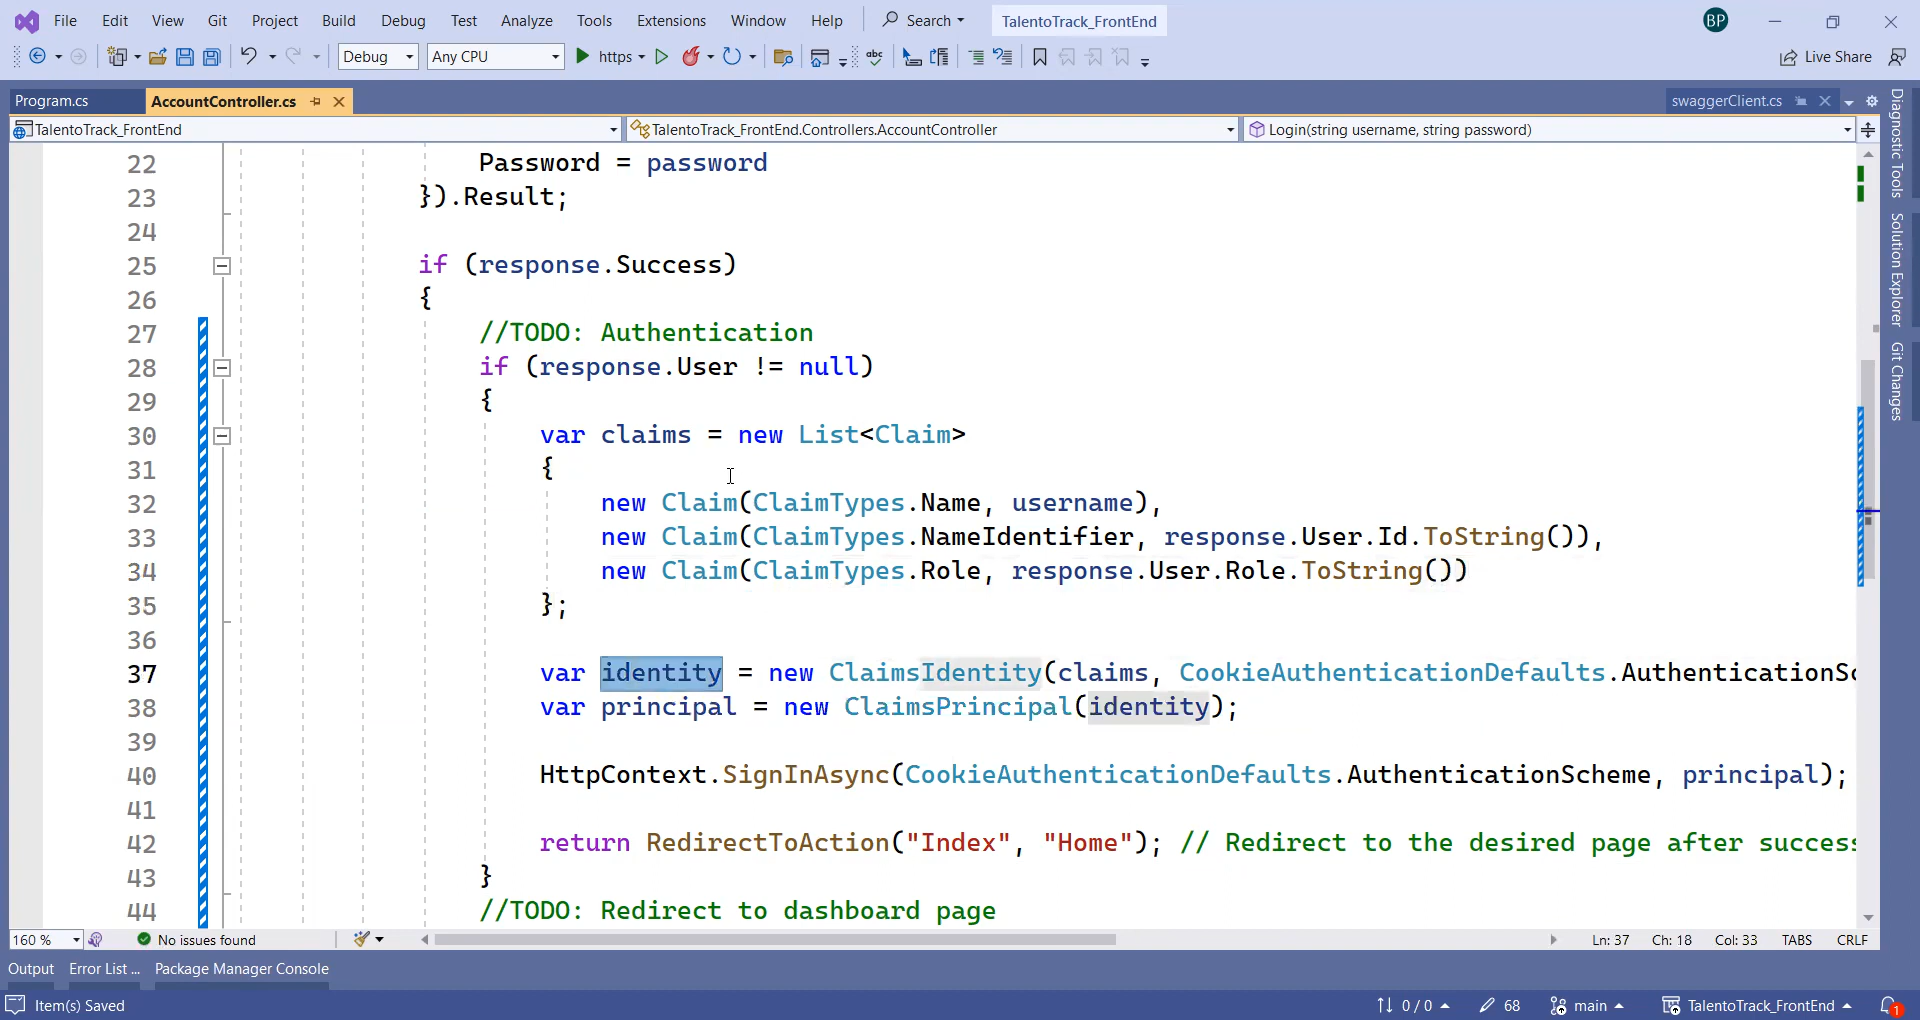 File Edit View Git Project Build Debug Test Analyze Tools Extensions Window Help Search TalentoTrack_FrontEnd BP
Debug Any CPU https Live Share
Program.cs AccountController.cs swaggerClient.cs
TalentoTrack_FrontEnd TalentoTrack_FrontEnd.Controllers.AccountController Login(string username, string password)
22 Password = password
23 }).Result;
24
25 if (response.Success)
26 {
27 //TODO: Authentication
28 if (response.User != null)
29 {
30 var claims = new List<Claim>
31 {
32 new Claim(ClaimTypes.Name, username),
33 new Claim(ClaimTypes.NameIdentifier, response.User.Id.ToString()),
34 new Claim(ClaimTypes.Role, response.User.Role.ToString())
35 };
36
37 var identity = new ClaimsIdentity(claims, CookieAuthenticationDefaults.AuthenticationSc
38 var principal = new ClaimsPrincipal(identity);
39
40 HttpContext.SignInAsync(CookieAuthenticationDefaults.AuthenticationScheme, principal);
41
42 return RedirectToAction("Index", "Home"); // Redirect to the desired page after success
43 }
44 //TODO: Redirect to dashboard page
Diagnostic Tools
Solution Explorer
Git Changes
160 % No issues found Ln: 37 Ch: 18 Col: 33 TABS CRLF
Output Error List ... Package Manager Console
Item(s) Saved 0 / 0 68 main TalentoTrack_FrontEnd 1